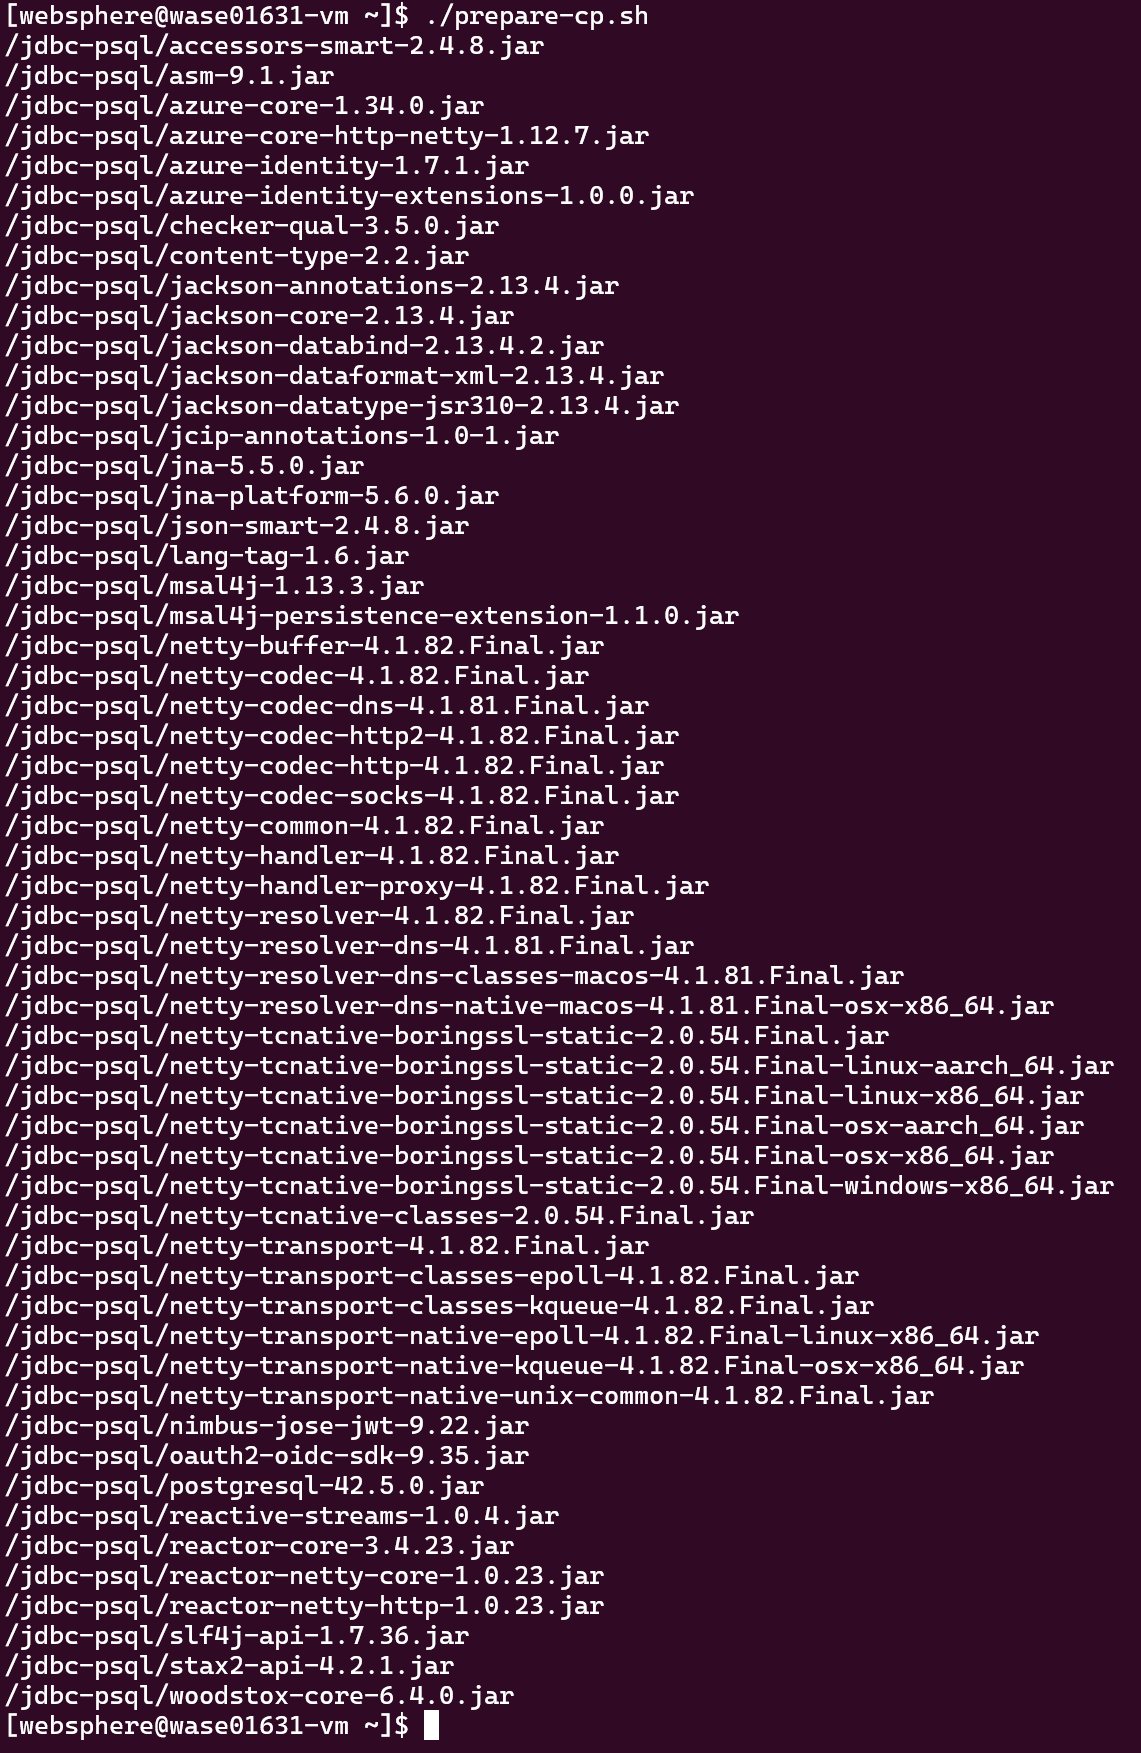 [websphere@wase01631-vm ~]$ ./prepare-cp.sh
/jdbc-psql/accessors-smart-2.4.8.jar
/jdbc-psql/asm-9.1.jar
/jdbc-psql/azure-core-1.34.0.jar
/jdbc-psql/azure-core-http-netty-1.12.7.jar
/jdbc-psql/azure-identity-1.7.1.jar
/jdbc-psql/azure-identity-extensions-1.0.0.jar
/jdbc-psql/checker-qual-3.5.0.jar
/jdbc-psql/content-type-2.2.jar
/jdbc-psql/jackson-annotations-2.13.4.jar
/jdbc-psql/jackson-core-2.13.4.jar
/jdbc-psql/jackson-databind-2.13.4.2.jar
/jdbc-psql/jackson-dataformat-xml-2.13.4.jar
/jdbc-psql/jackson-datatype-jsr310-2.13.4.jar
/jdbc-psql/jcip-annotations-1.0-1.jar
/jdbc-psql/jna-5.5.0.jar
/jdbc-psql/jna-platform-5.6.0.jar
/jdbc-psql/json-smart-2.4.8.jar
/jdbc-psql/lang-tag-1.6.jar
/jdbc-psql/msal4j-1.13.3.jar
/jdbc-psql/msal4j-persistence-extension-1.1.0.jar
/jdbc-psql/netty-buffer-4.1.82.Final.jar
/jdbc-psql/netty-codec-4.1.82.Final.jar
/jdbc-psql/netty-codec-dns-4.1.81.Final.jar
/jdbc-psql/netty-codec-http2-4.1.82.Final.jar
/jdbc-psql/netty-codec-http-4.1.82.Final.jar
/jdbc-psql/netty-codec-socks-4.1.82.Final.jar
/jdbc-psql/netty-common-4.1.82.Final.jar
/jdbc-psql/netty-handler-4.1.82.Final.jar
/jdbc-psql/netty-handler-proxy-4.1.82.Final.jar
/jdbc-psql/netty-resolver-4.1.82.Final.jar
/jdbc-psql/netty-resolver-dns-4.1.81.Final.jar
/jdbc-psql/netty-resolver-dns-classes-macos-4.1.81.Final.jar
/jdbc-psql/netty-resolver-dns-native-macos-4.1.81.Final-osx-x86_64.jar
/jdbc-psql/netty-tcnative-boringssl-static-2.0.54.Final.jar
/jdbc-psql/netty-tcnative-boringssl-static-2.0.54.Final-linux-aarch_64.jar
/jdbc-psql/netty-tcnative-boringssl-static-2.0.54.Final-linux-x86_64.jar
/jdbc-psql/netty-tcnative-boringssl-static-2.0.54.Final-osx-aarch_64.jar
/jdbc-psql/netty-tcnative-boringssl-static-2.0.54.Final-osx-x86_64.jar
/jdbc-psql/netty-tcnative-boringssl-static-2.0.54.Final-windows-x86_64.jar
/jdbc-psql/netty-tcnative-classes-2.0.54.Final.jar
/jdbc-psql/netty-transport-4.1.82.Final.jar
/jdbc-psql/netty-transport-classes-epoll-4.1.82.Final.jar
/jdbc-psql/netty-transport-classes-kqueue-4.1.82.Final.jar
/jdbc-psql/netty-transport-native-epoll-4.1.82.Final-linux-x86_64.jar
/jdbc-psql/netty-transport-native-kqueue-4.1.82.Final-osx-x86_64.jar
/jdbc-psql/netty-transport-native-unix-common-4.1.82.Final.jar
/jdbc-psql/nimbus-jose-jwt-9.22.jar
/jdbc-psql/oauth2-oidc-sdk-9.35.jar
/jdbc-psql/postgresql-42.5.0.jar
/jdbc-psql/reactive-streams-1.0.4.jar
/jdbc-psql/reactor-core-3.4.23.jar
/jdbc-psql/reactor-netty-core-1.0.23.jar
/jdbc-psql/reactor-netty-http-1.0.23.jar
/jdbc-psql/slf4j-api-1.7.36.jar
/jdbc-psql/stax2-api-4.2.1.jar
/jdbc-psql/woodstox-core-6.4.0.jar
[websphere@wase01631-vm ~]$